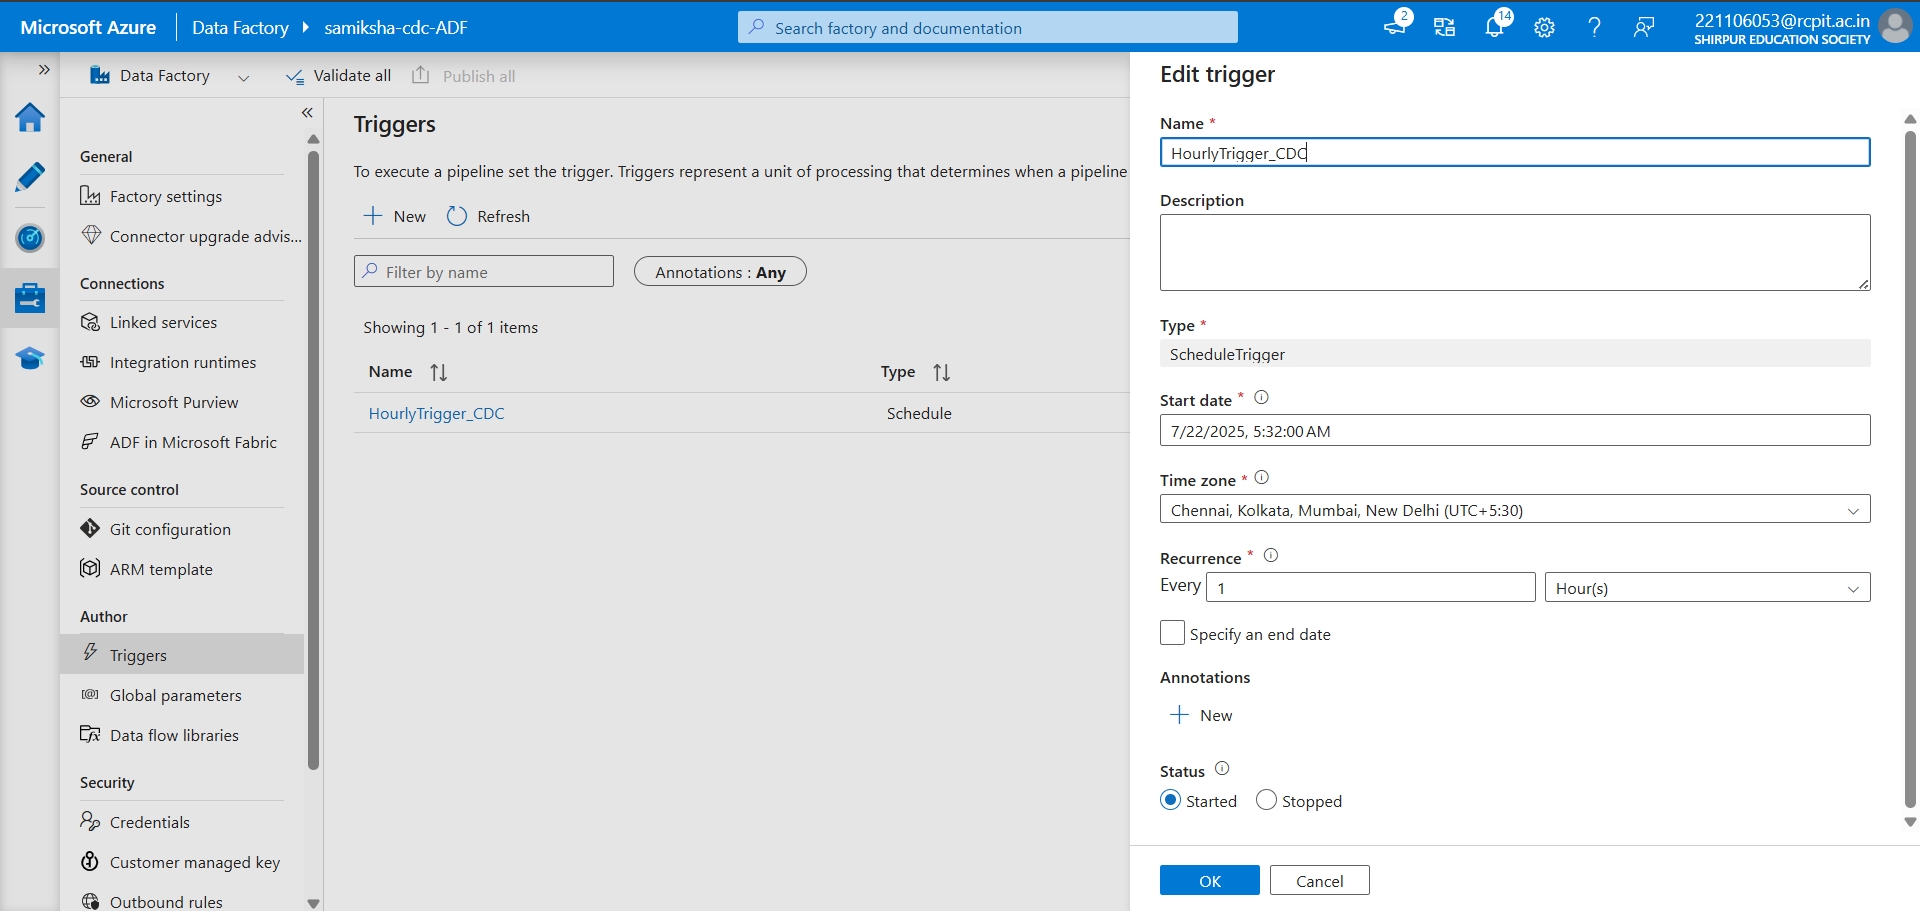 Microsoft Azure
Data Factory
samiksha-cdc-ADF
Search factory and documentation
2
14
221106053@rcpit.ac.in
SHIRPUR EDUCATION SOCIETY
Data Factory
Validate all
Publish all
General
Factory settings
Connector upgrade advis...
Connections
Linked services
Integration runtimes
Microsoft Purview
ADF in Microsoft Fabric
Source control
Git configuration
ARM template
Author
Triggers
Global parameters
Data flow libraries
Security
Credentials
Customer managed key
Outbound rules
Triggers
To execute a pipeline set the trigger. Triggers represent a unit of processing that determines when a pipeline
New
Refresh
Filter by name
Annotations : Any
Showing 1 - 1 of 1 items
Name
Type
HourlyTrigger_CDC
Schedule
Edit trigger
Name *
HourlyTrigger_CDC
Description
Type *
ScheduleTrigger
Start date *
7/22/2025, 5:32:00 AM
Time zone *
Chennai, Kolkata, Mumbai, New Delhi (UTC+5:30)
Recurrence *
Every 1 Hour(s)
Specify an end date
Annotations
New
Status
Started
Stopped
OK
Cancel